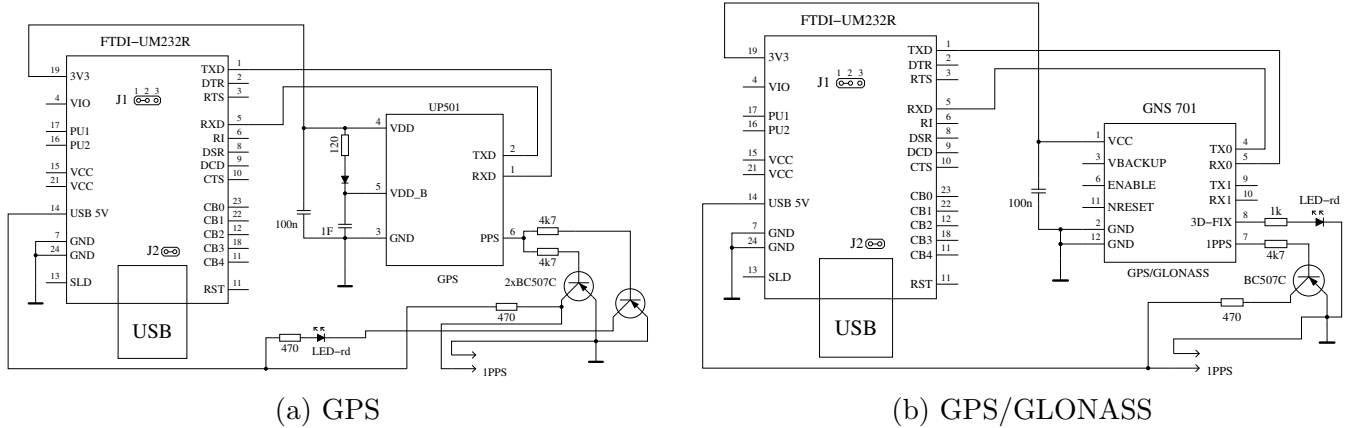 FTDI−UM232R
19 3V3
4 VIO
17 PU1
16 PU2
15 VCC
21 VCC
14 USB 5V
7 GND
24 GND
13 SLD
J1 1 2 3
J2
TXD 1
DTR 2
RTS 3
RXD 5
RI 6
DSR 8
DCD 9
CTS 10
CB0 23
CB1 22
CB2 12
CB3 18
CB4 11
RST 11
USB
100n
120
1F
UP501
4 VDD
5 VDD_B
3 GND
TXD 2
RXD 1
PPS 6
GPS
4k7
4k7
2xBC507C
470
470
LED−rd
1PPS
(a) GPS
FTDI−UM232R
19 3V3
4 VIO
17 PU1
16 PU2
15 VCC
21 VCC
14 USB 5V
7 GND
24 GND
13 SLD
J1 1 2 3
J2
TXD 1
DTR 2
RTS 3
RXD 5
RI 6
DSR 8
DCD 9
CTS 10
CB0 23
CB1 22
CB2 12
CB3 18
CB4 11
RST 11
USB
100n
GNS 701
1 VCC
3 VBACKUP
6 ENABLE
11 NRESET
2 GND
12 GND
TX0 4
RX0 5
TX1 9
RX1 10
3D−FIX 8
1PPS 7
GPS/GLONASS
1k
LED−rd
4k7
BC507C
470
1PPS
(b) GPS/GLONASS